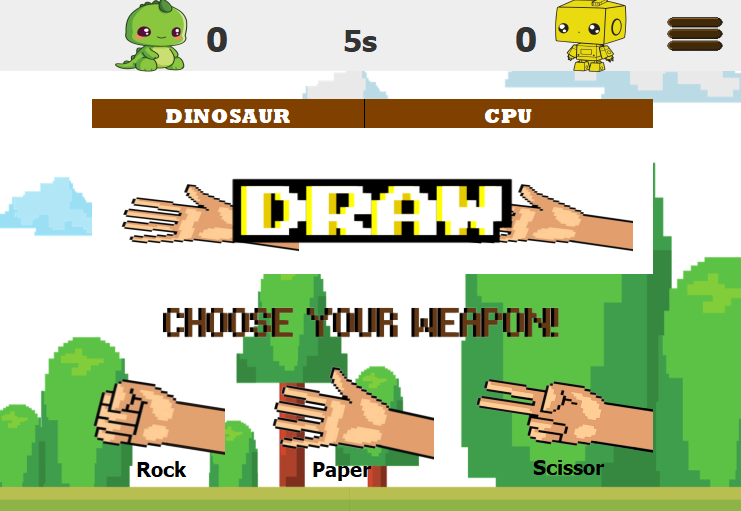 0 5s 0
DINOSAUR CPU
DRAW
CHOOSE YOUR WEAPON!
Rock Paper Scissor